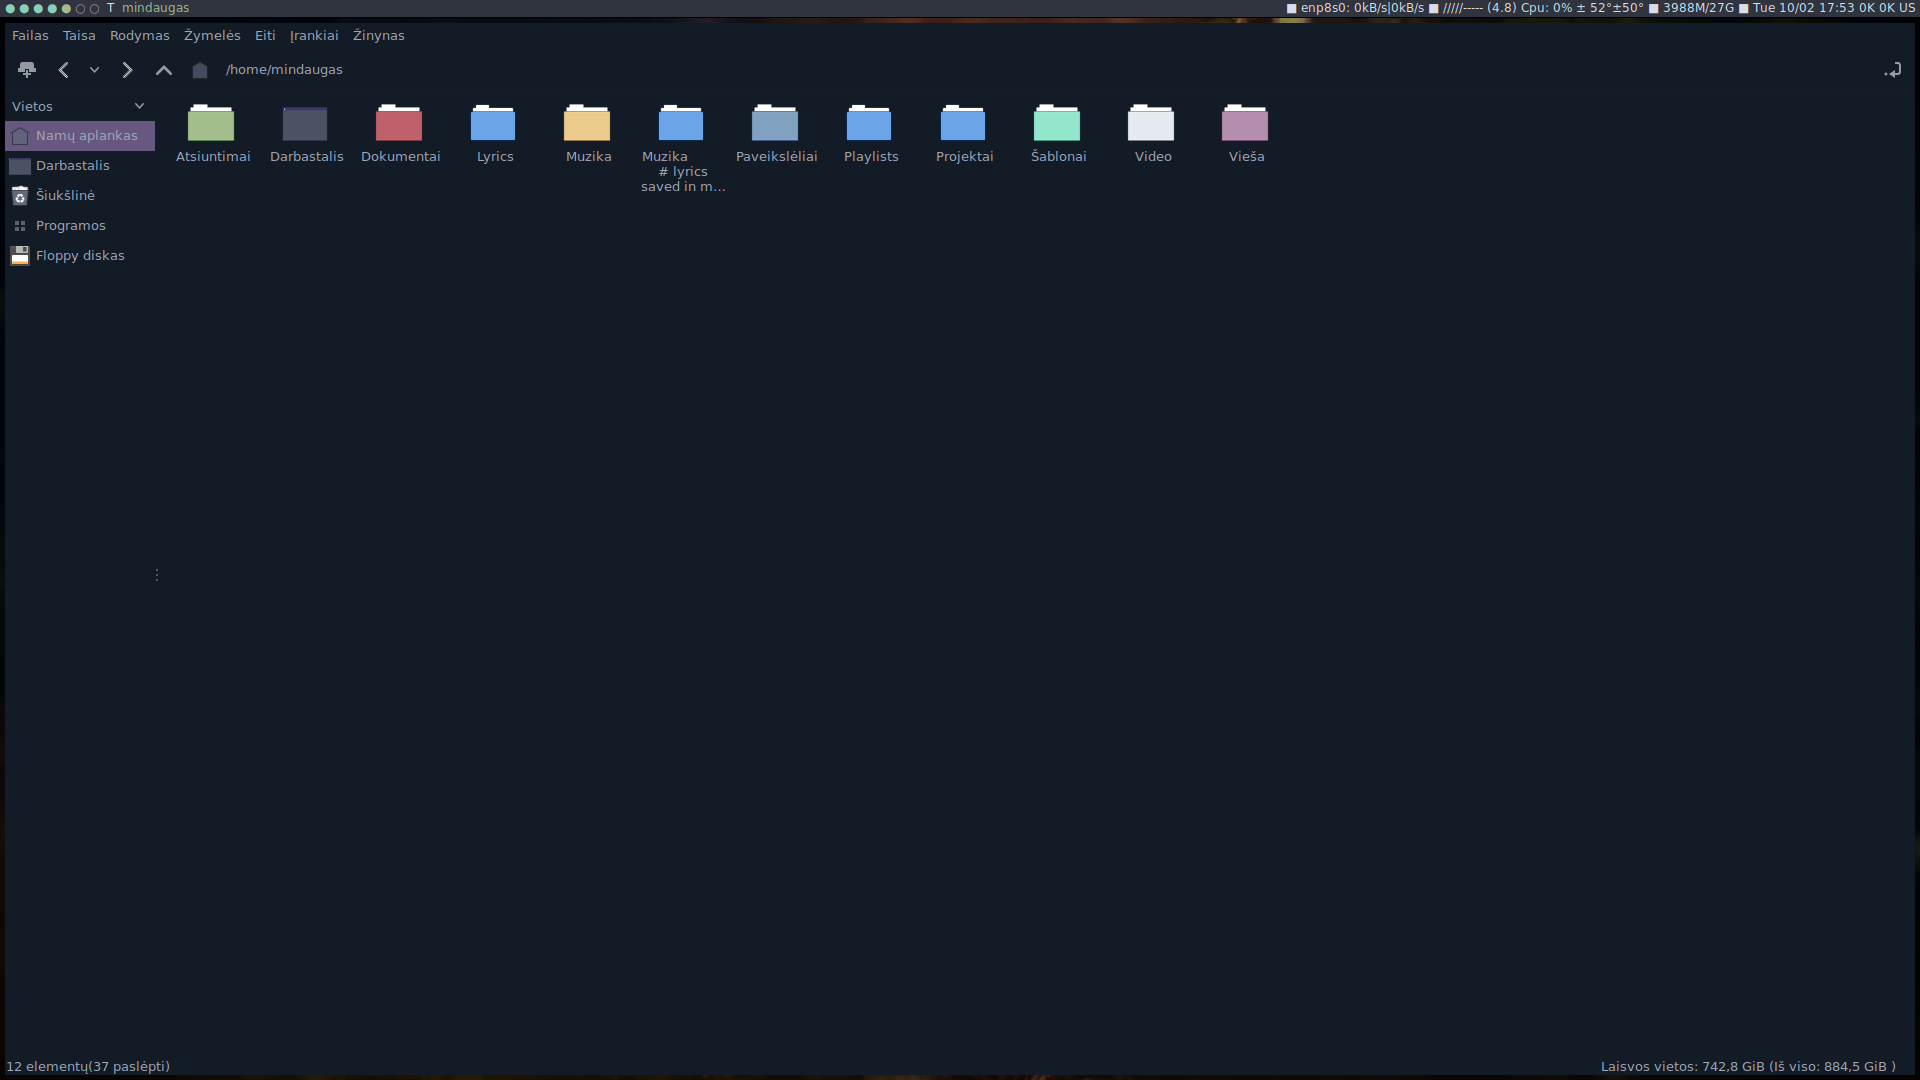 T mindaugas
■ enp8s0: 0kB/s|0kB/s ■ /////----- (4.8) Cpu: 0% ± 52°±50° ■ 3988M/27G ■ Tue 10/02 17:53 0K 0K US
Failas Taisa Rodymas Žymelės Eiti Įrankiai Žinynas
/home/mindaugas
Vietos
Namų aplankas
Darbastalis
Šiukšlinė
Programos
Floppy diskas
Atsiuntimai
Darbastalis
Dokumentai
Lyrics
Muzika
Muzika
# lyrics
saved in m...
Paveikslėliai
Playlists
Projektai
Šablonai
Video
Vieša
12 elementų(37 paslėpti)
Laisvos vietos: 742,8 GiB (Iš viso: 884,5 GiB )